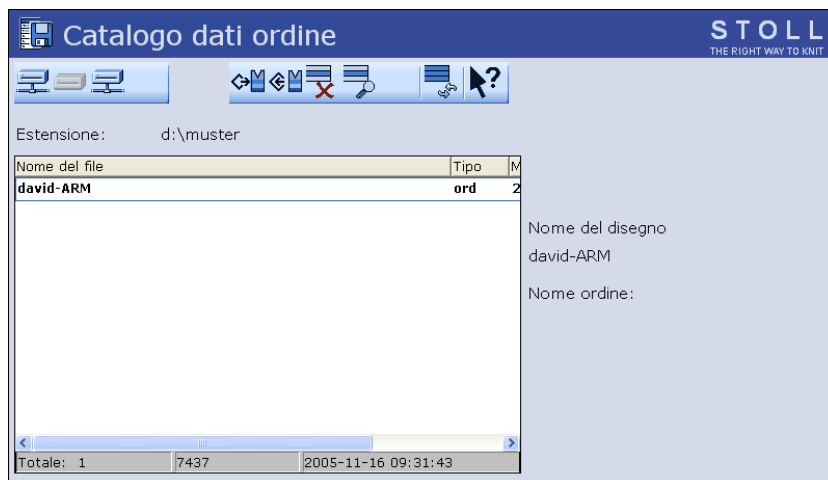 Catalogo dati ordine
STOLL
THE RIGHT WAY TO KNIT
?
Estensione: d:\muster
Nome del file Tipo M
david-ARM ord 2
Nome del disegno
david-ARM
Nome ordine:
Totale: 1 7437 2005-11-16 09:31:43